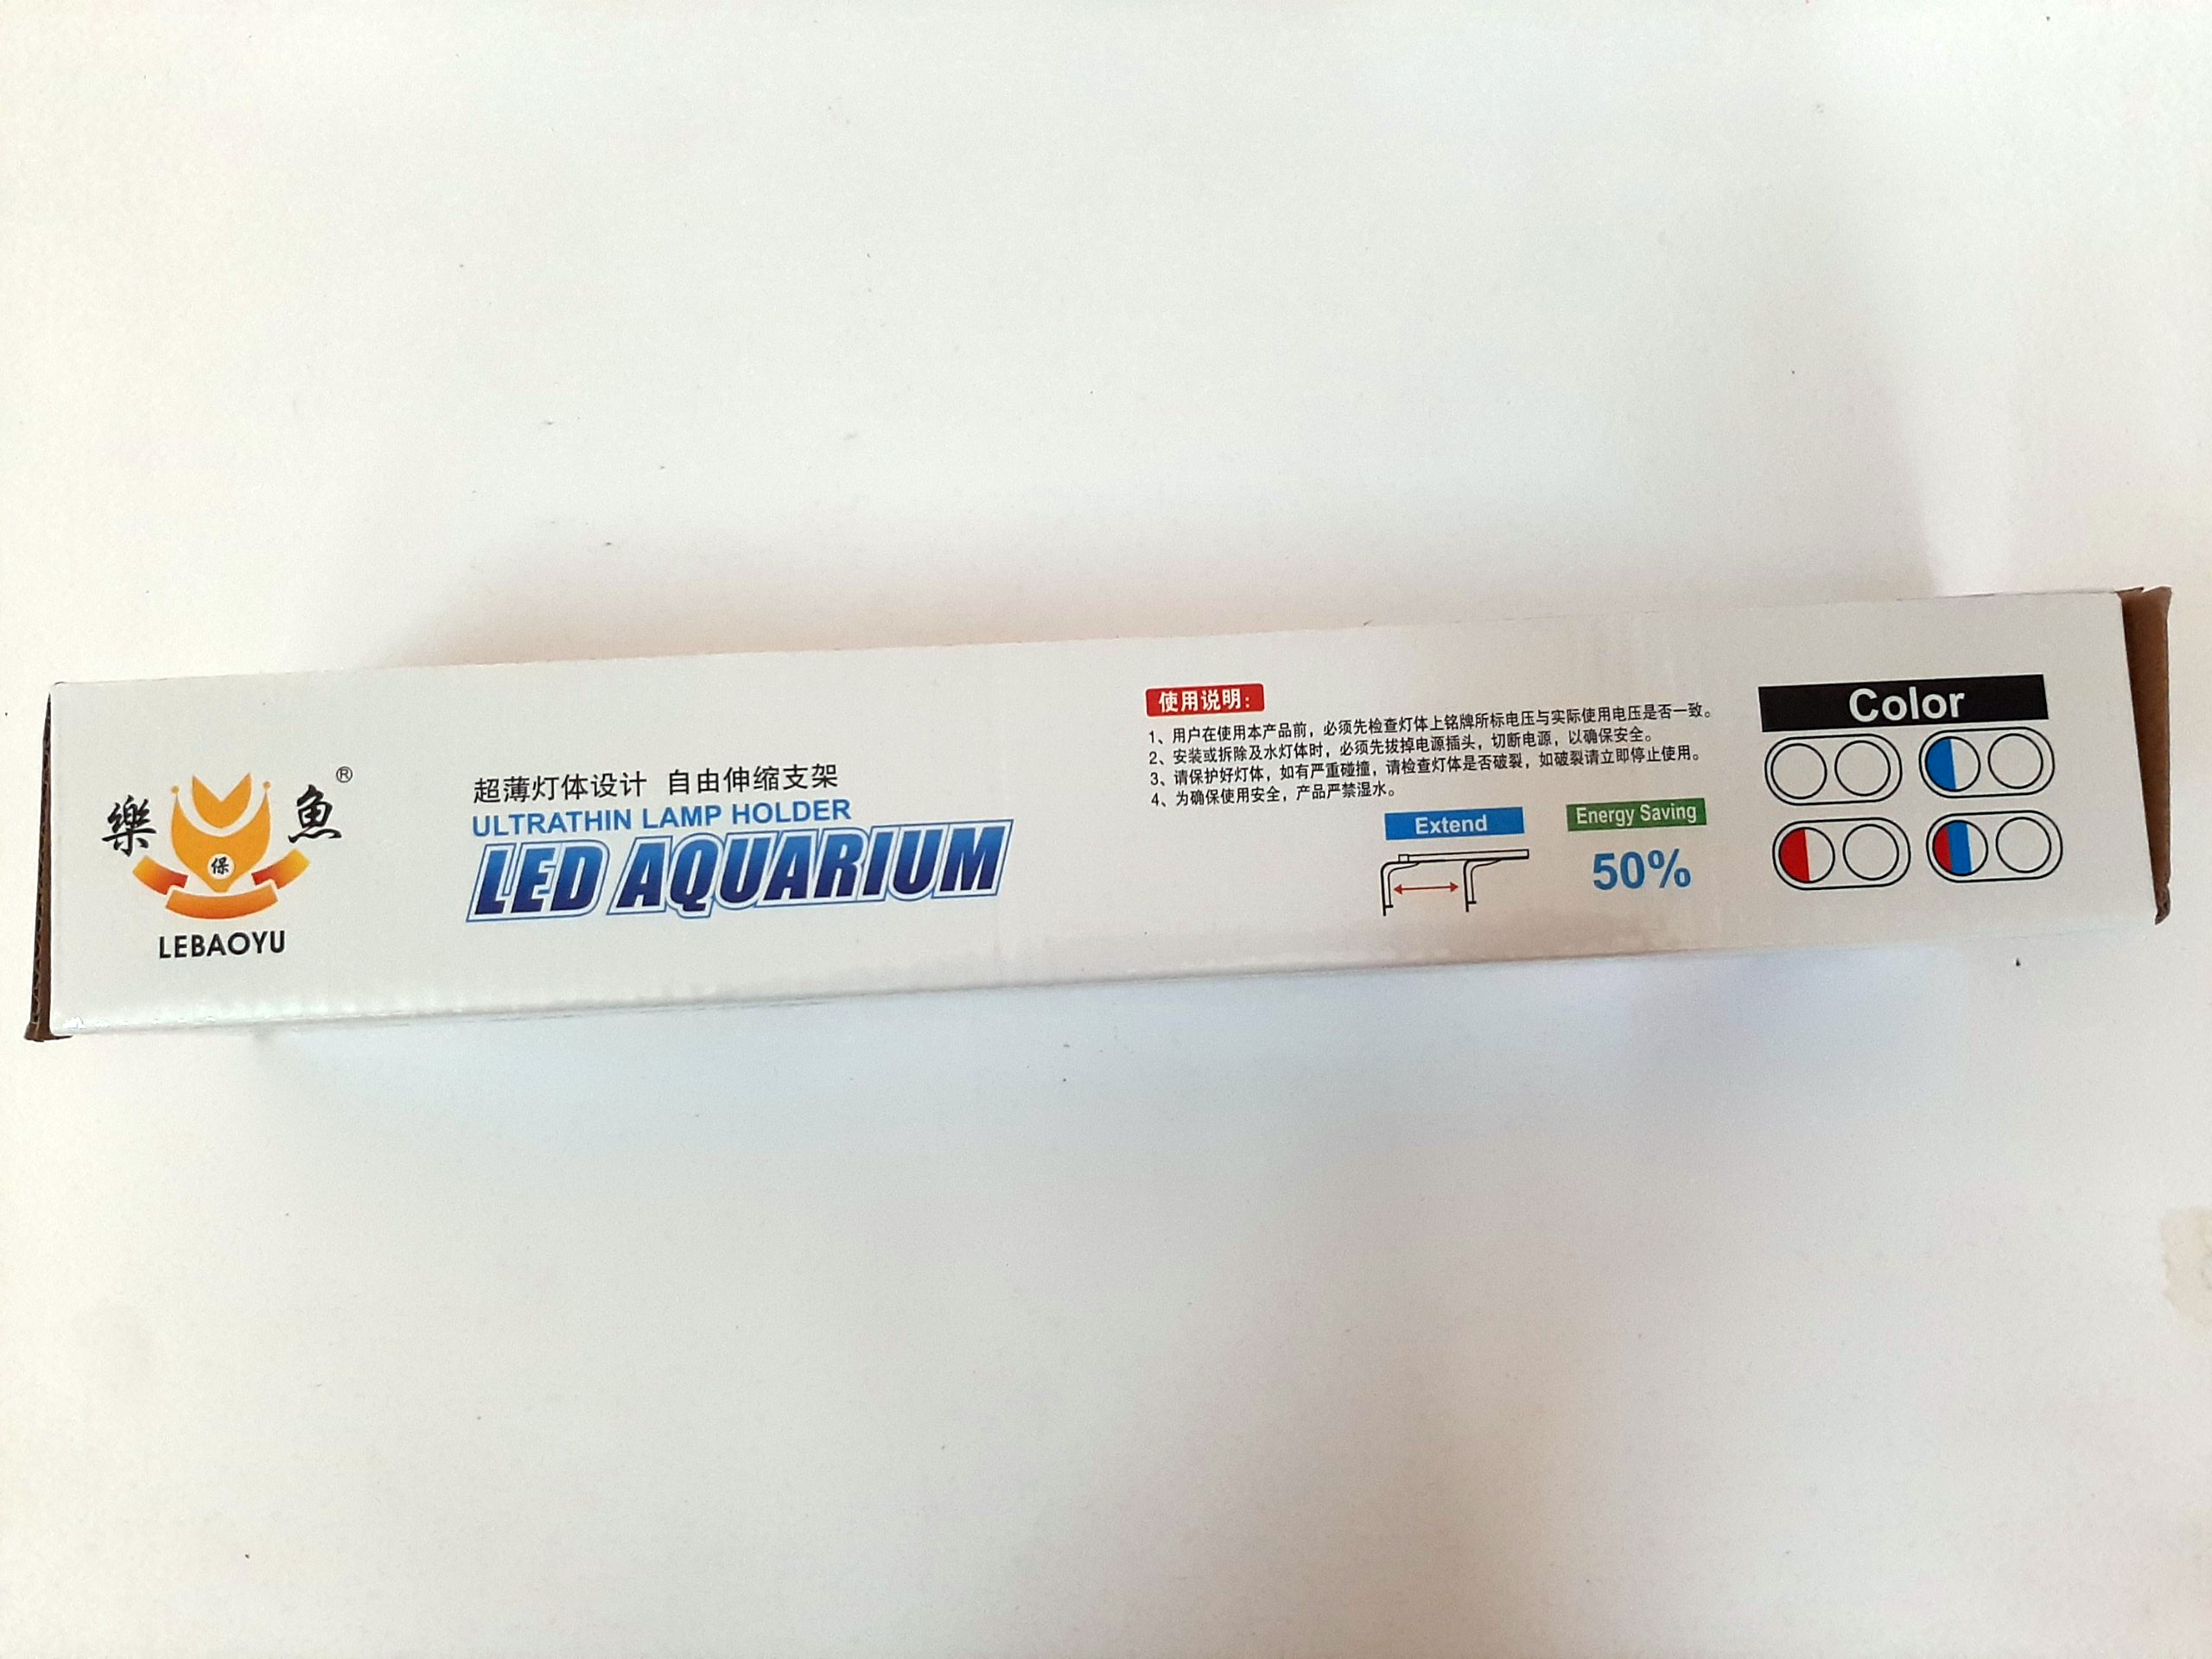 樂 魚 ®
保
LEBAOYU
超薄灯体设计 自由伸缩支架
ULTRATHIN LAMP HOLDER
LED AQUARIUM
使用说明:
1、用户在使用本产品前，必须先检查灯体上铭牌所标电压与实际使用电压是否一致。
2、安装或拆除及水灯体时，必须先拔掉电源插头，切断电源，以确保安全。
3、请保护好灯体，如有严重碰撞，请检查灯体是否破裂，如破裂请立即停止使用。
4、为确保使用安全，产品严禁湿水。
Extend
Energy Saving
50%
Color